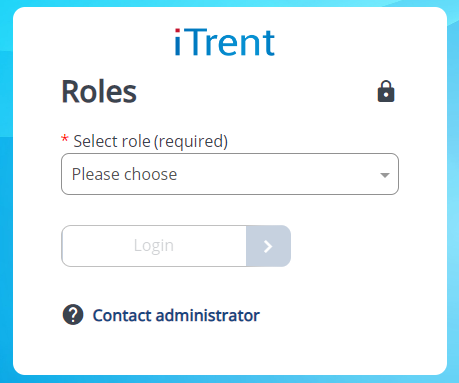 iTrent
Roles
* Select role (required)
Please choose
Login
Contact administrator